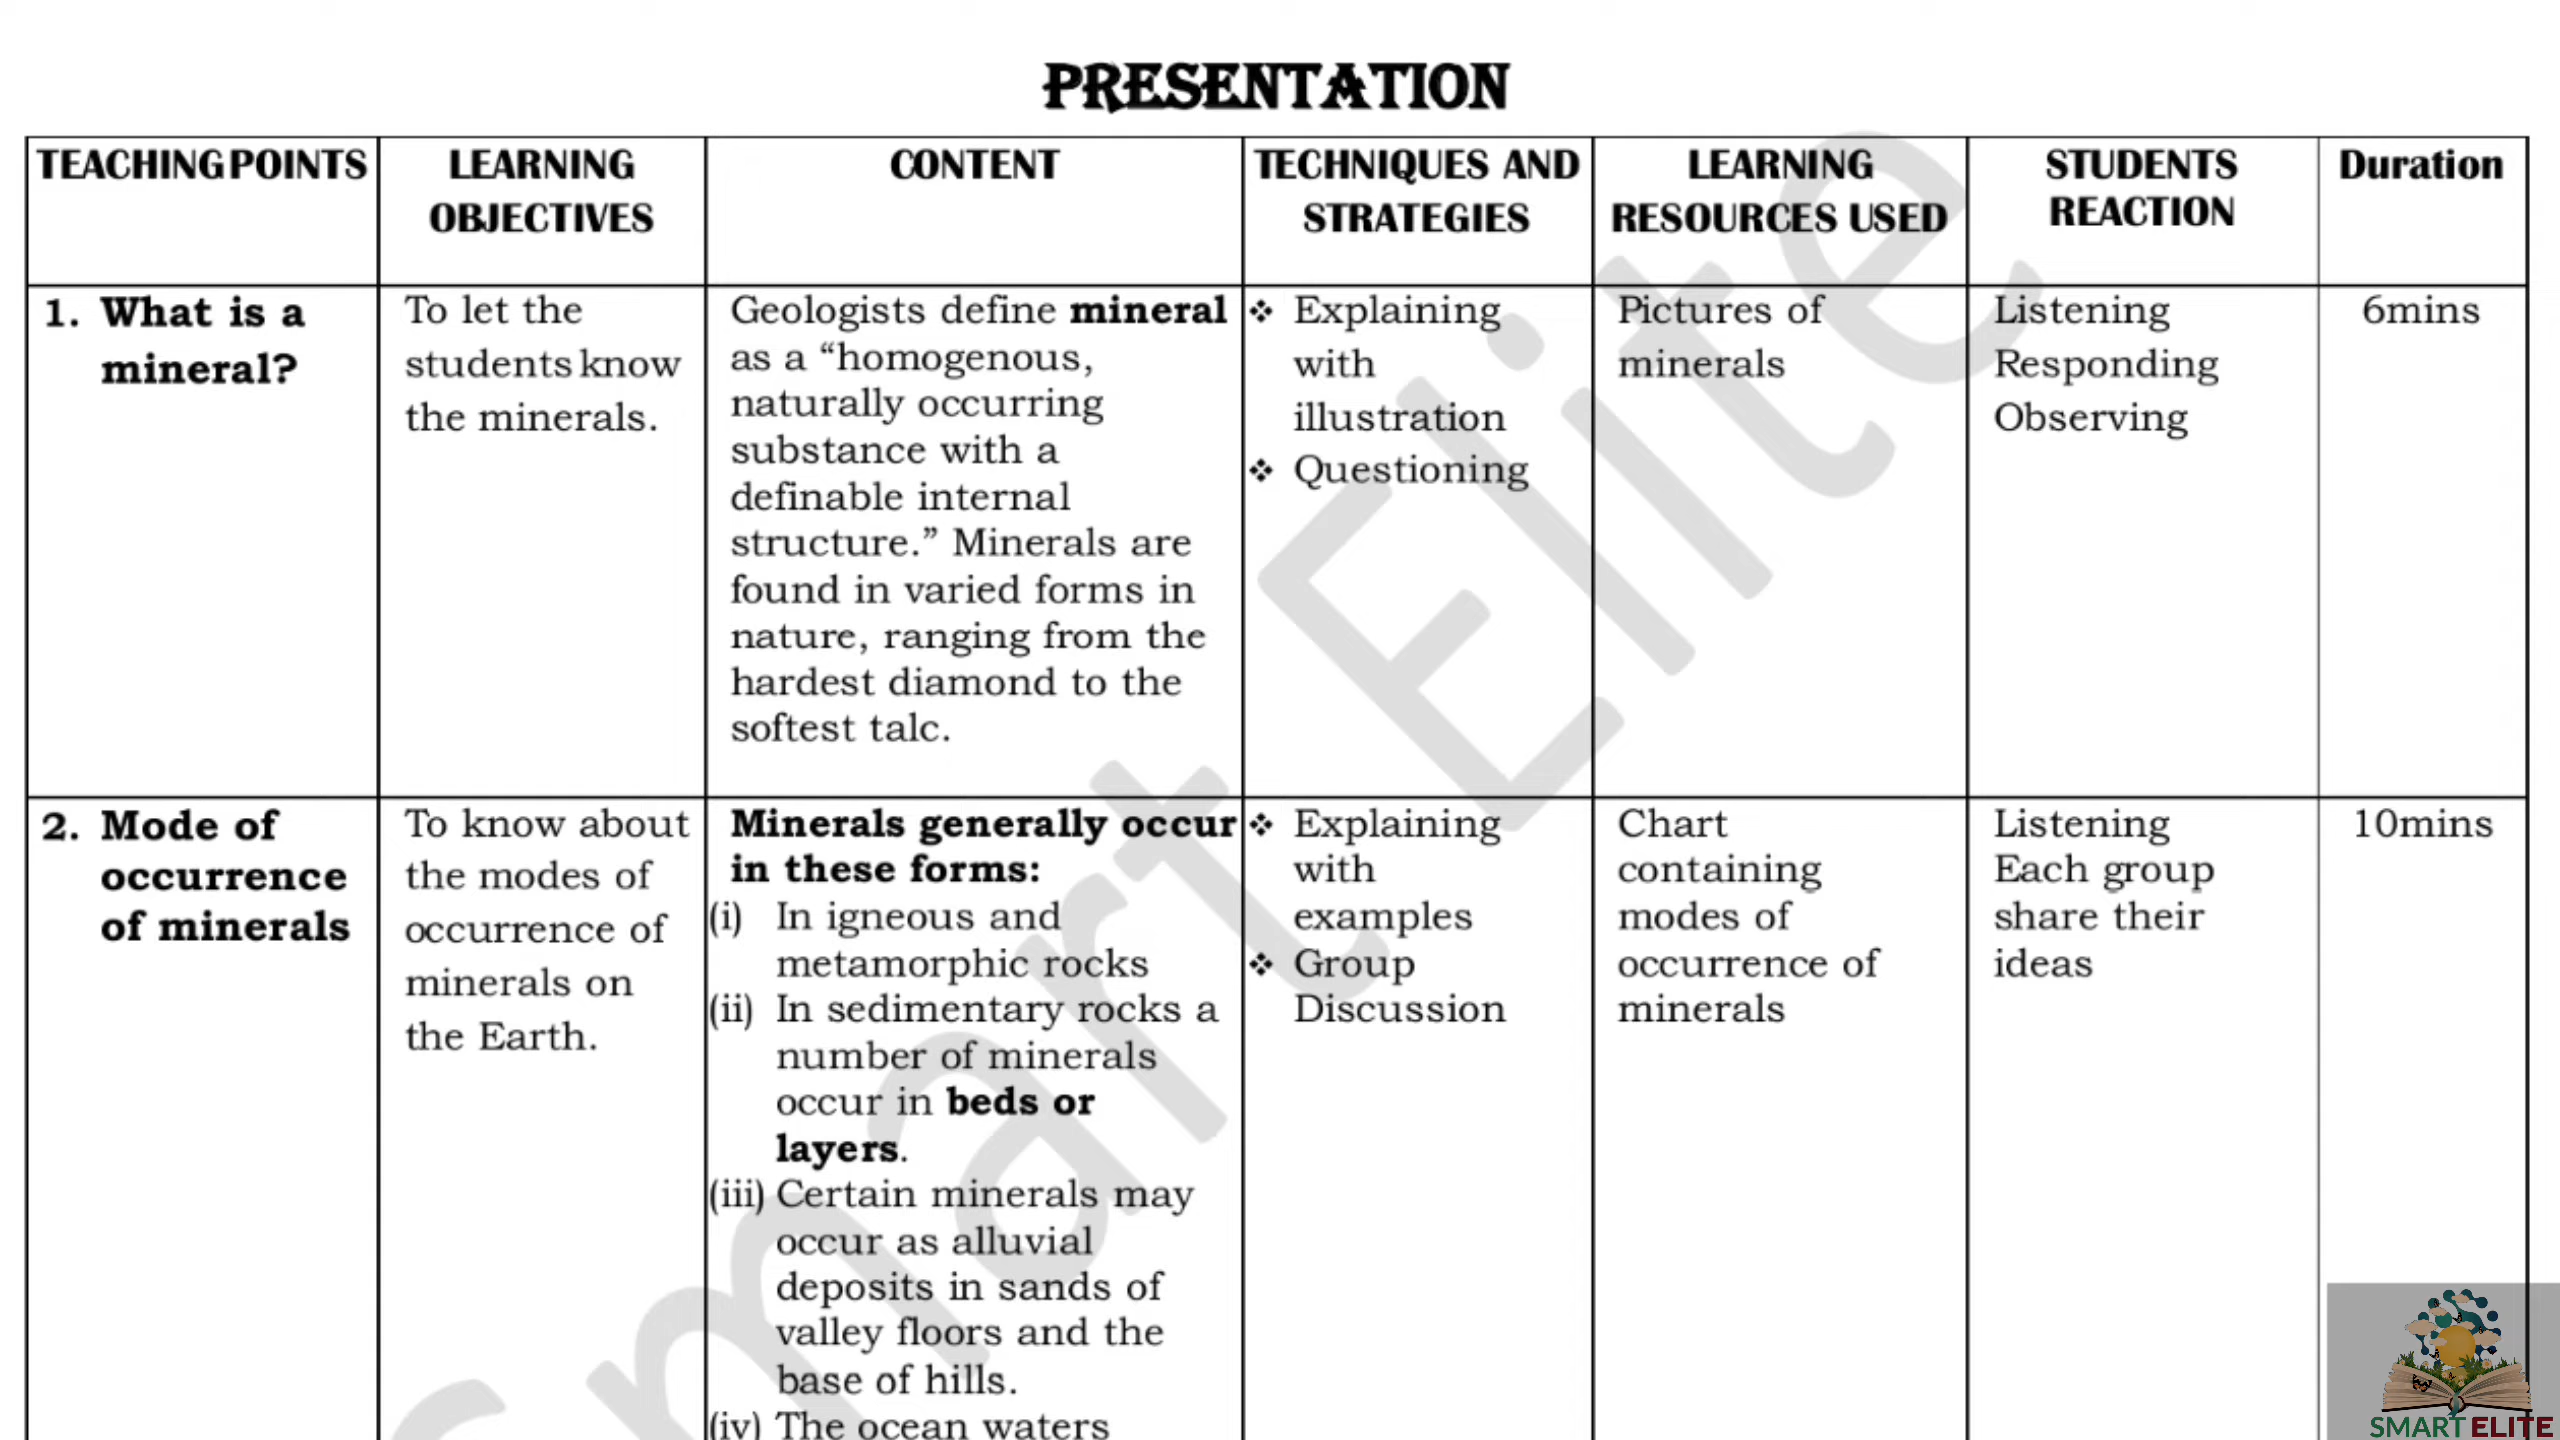 PRESENTATION
TEACHING POINTS
LEARNING
OBJECTIVES
CONTENT
TECHNIQUES AND
STRATEGIES
LEARNING
RESOURCES USED
STUDENTS
REACTION
Duration
1. What is a
mineral?
To let the
students know
the minerals.
Geologists define mineral
as a “homogenous,
naturally occurring
substance with a
definable internal
structure.” Minerals are
found in varied forms in
nature, ranging from the
hardest diamond to the
softest talc.
❖ Explaining
with
illustration
❖ Questioning
Pictures of
minerals
Listening
Responding
Observing
6mins
2. Mode of
occurrence
of minerals
To know about
the modes of
occurrence of
minerals on
the Earth.
Minerals generally occur
in these forms:
(i) In igneous and
metamorphic rocks
(ii) In sedimentary rocks a
number of minerals
occur in beds or
layers.
(iii) Certain minerals may
occur as alluvial
deposits in sands of
valley floors and the
base of hills.
(iv) The ocean waters
❖ Explaining
with
examples
❖ Group
Discussion
Chart
containing
modes of
occurrence of
minerals
Listening
Each group
share their
ideas
10mins
Smart Elite
SMART ELITE